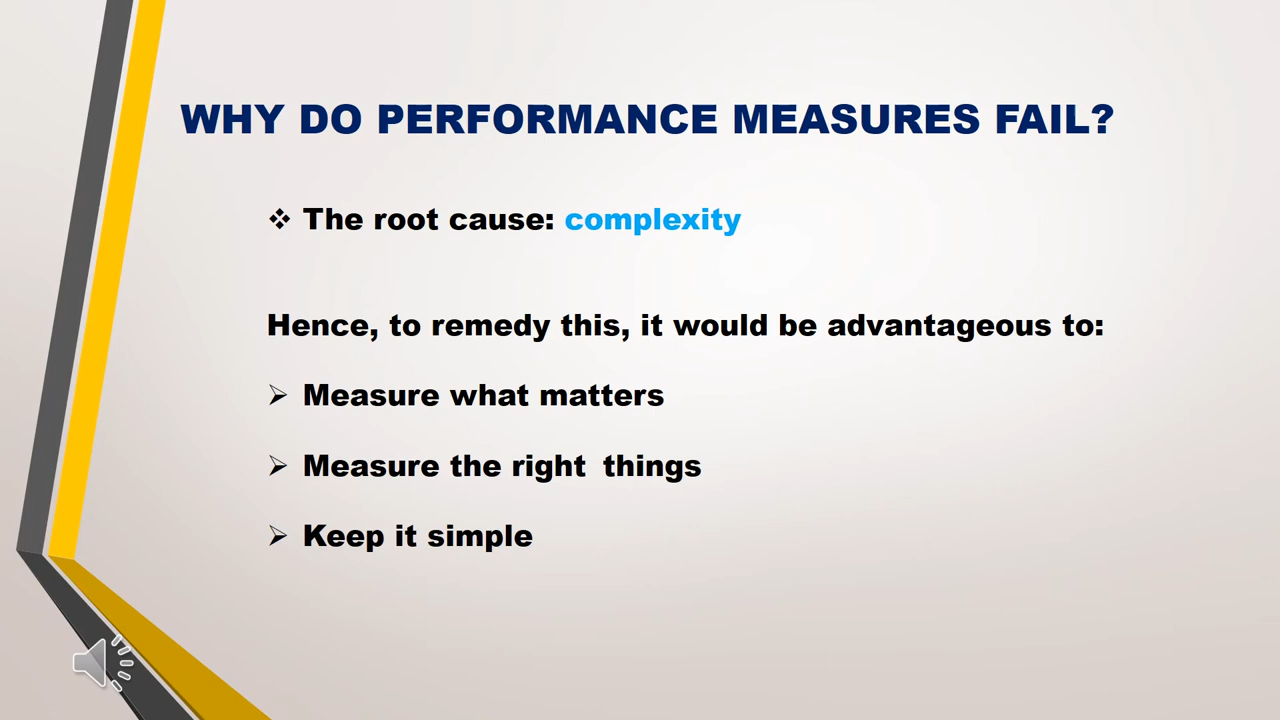 WHY DO PERFORMANCE MEASURES FAIL?
❖ The root cause: complexity
Hence, to remedy this, it would be advantageous to:
➢ Measure what matters
➢ Measure the right  things
➢ Keep it simple